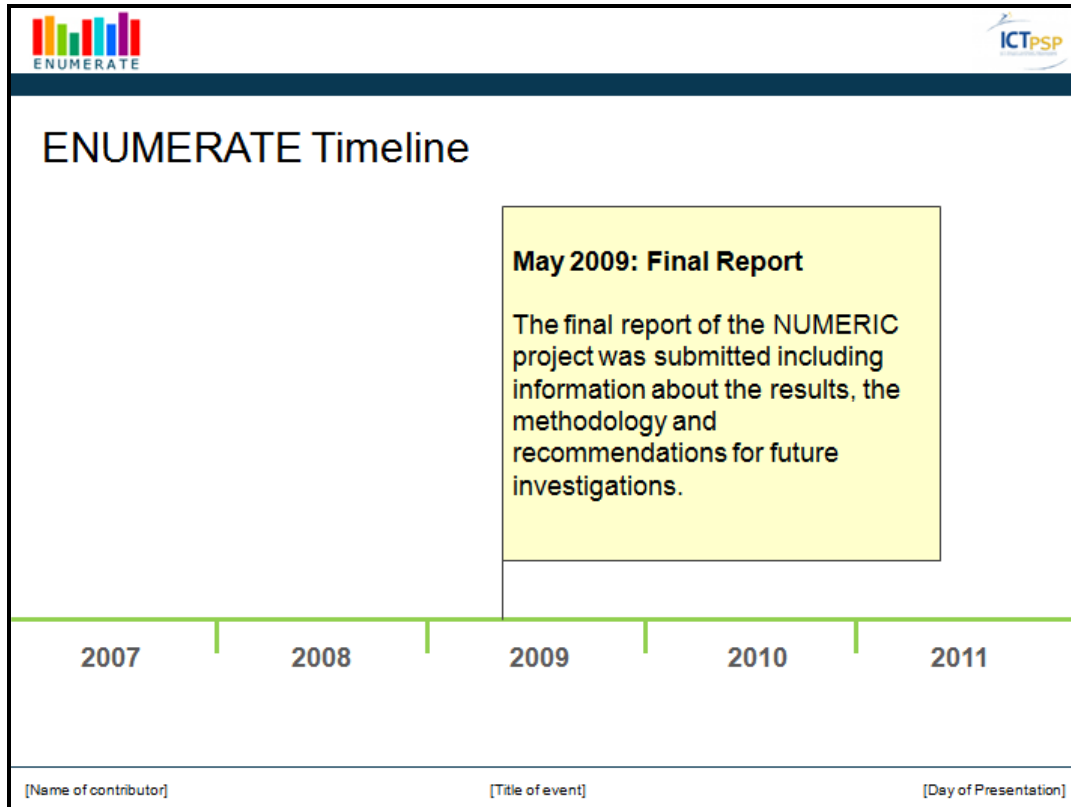 ENUMERATE
ICTPSP
ENUMERATE Timeline
May 2009: Final Report
The final report of the NUMERIC
project was submitted including
information about the results, the
methodology and
recommendations for future
investigations.
2007 2008 2009 2010 2011
[Name of contributor] [Title of event] [Day of Presentation]